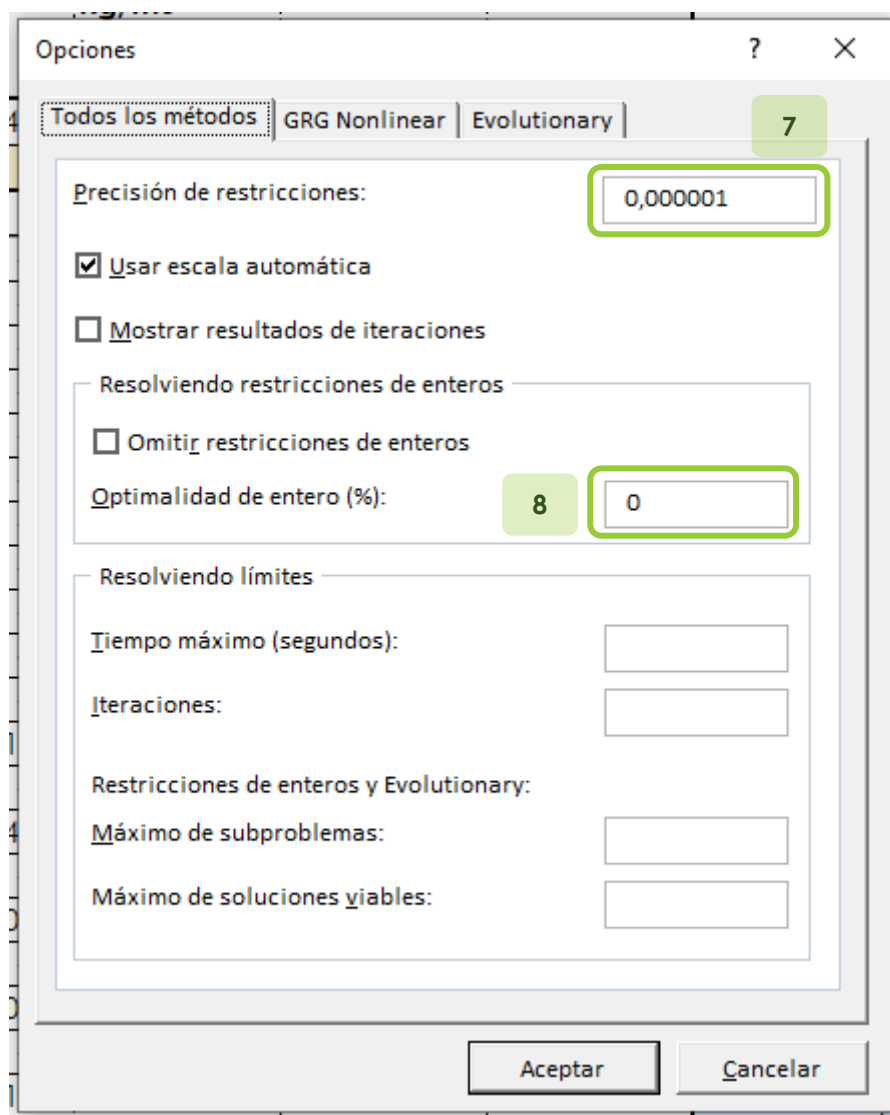 Opciones ?
Todos los métodos GRG Nonlinear Evolutionary 7
Precisión de restricciones: 0,000001
Usar escala automática
Mostrar resultados de iteraciones
Resolviendo restricciones de enteros
Omitir restricciones de enteros
Optimalidad de entero (%): 8 0
Resolviendo límites
Tiempo máximo (segundos):
Iteraciones:
Restricciones de enteros y Evolutionary:
Máximo de subproblemas:
Máximo de soluciones viables:
Aceptar Cancelar